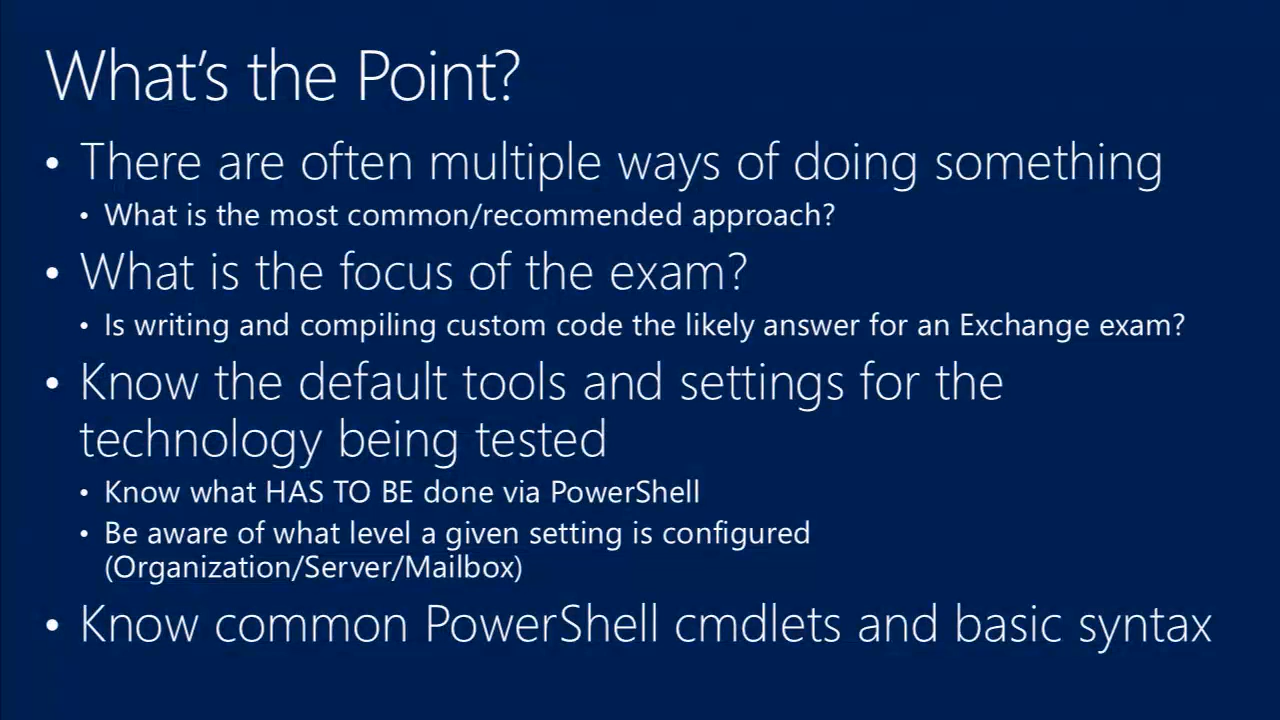 What's the Point?
• There are often multiple ways of doing something
• What is the most common/recommended approach?
• What is the focus of the exam?
• Is writing and compiling custom code the likely answer for an Exchange exam?
• Know the default tools and settings for the
technology being tested
• Know what HAS TO BE done via PowerShell
• Be aware of what level a given setting is configured
(Organization/Server/Mailbox)
• Know common PowerShell cmdlets and basic syntax